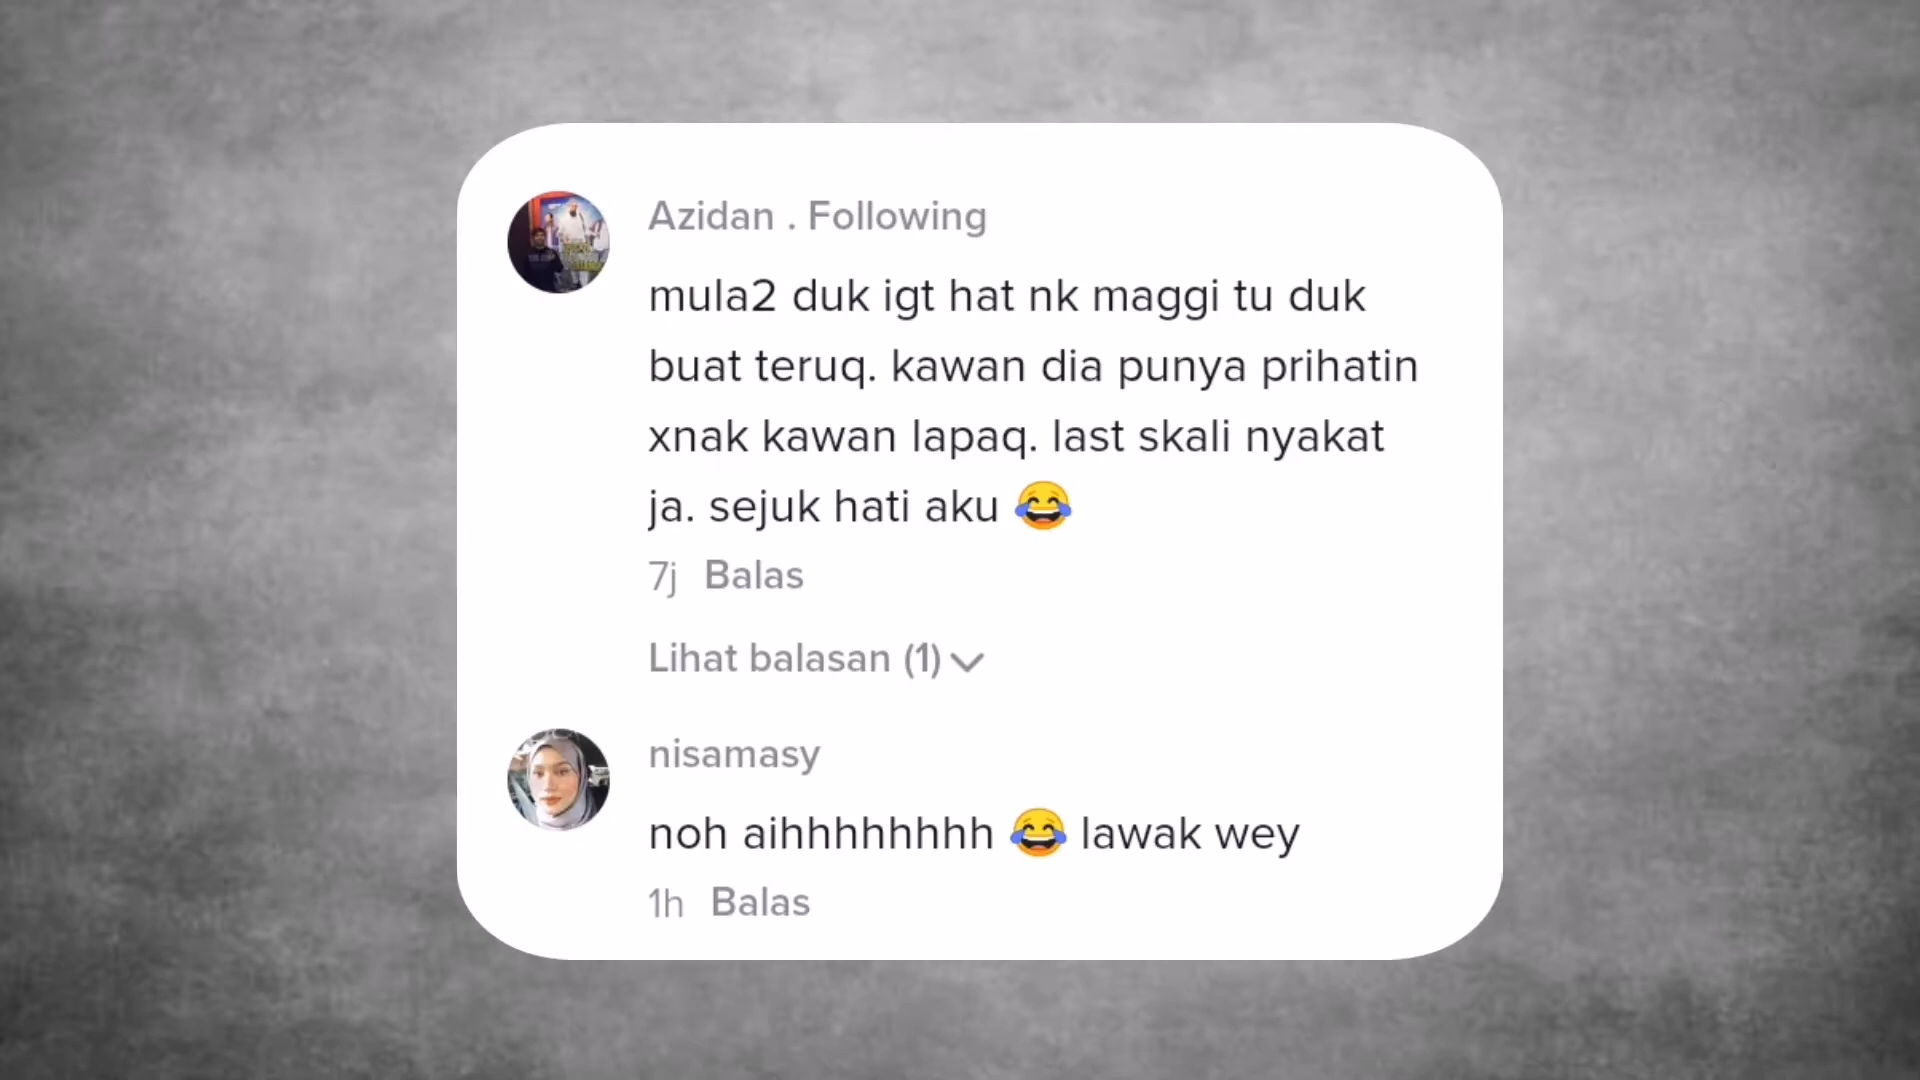 Azidan . Following
mula2 duk igt hat nk maggi tu duk
buat teruq. kawan dia punya prihatin
xnak kawan lapaq. last skali nyakat
ja. sejuk hati aku 😂
7j Balas
Lihat balasan (1)
nisamasy
noh aihhhhhhhh 😂 lawak wey
1h Balas